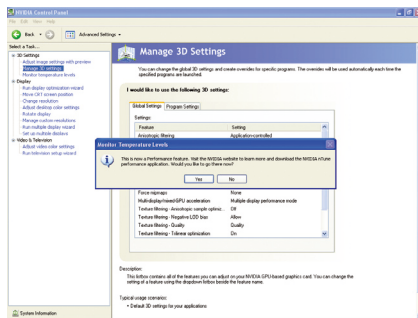 NVIDIA Control Panel
File Edit View Help
Back
Advanced Settings
Select a Task...
3D Settings
Adjust image settings with preview
Manage 3D settings
Monitor temperature levels
Display
Run display optimization wizard
Move CRT screen position
Change resolution
Adjust desktop color settings
Rotate display
Manage custom resolutions
Run multiple display wizard
Set up multiple displays
Video & Television
Adjust video color settings
Run television setup wizard
System Information
Manage 3D Settings
You can change the global 3D settings and create overrides for specific programs. The overrides will be used automatically each time the
specified programs are launched.
I would like to use the following 3D settings:
Global Settings Program Settings
Settings:
Feature Setting
Anisotropic filtering Application-controlled
Monitor Temperature Levels
This is now a Performance feature. Visit the NVIDIA website to learn more and download the NVIDIA nTune
performance application. Would you like to go there now?
Yes No
Force mipmaps None
Multi-display/mixed-GPU acceleration Multiple display performance mode
Texture filtering - Anisotropic sample optimiz... Off
Texture filtering - Negative LOD bias Allow
Texture filtering - Quality Quality
Texture filtering - Trilinear optimization On
Description:
This listbox contains all of the features you can adjust on your NVIDIA GPU-based graphics card. You can change the
setting of a feature using the dropdown listbox beside the feature name.
Typical usage scenarios:
• Default 3D settings for your applications